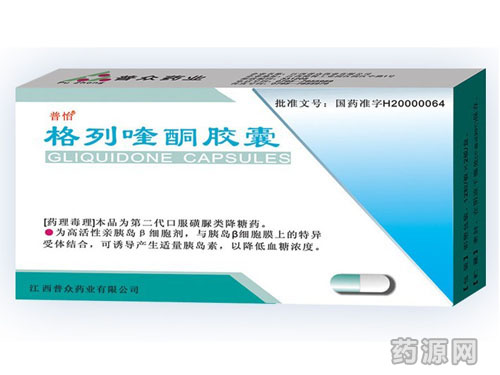 普众药业
批准文号：国药准字H20000064
普怡
格列喹酮胶囊
GLIQUIDONE CAPSULES
[药理毒理]本品为第二代口服磺脲类降糖药。
为高活性亲胰岛β细胞剂，与胰岛β细胞膜上的特异
受体结合，可诱导产生适量胰岛素，以降低血糖浓度。
江西普众药业有限公司
药源网